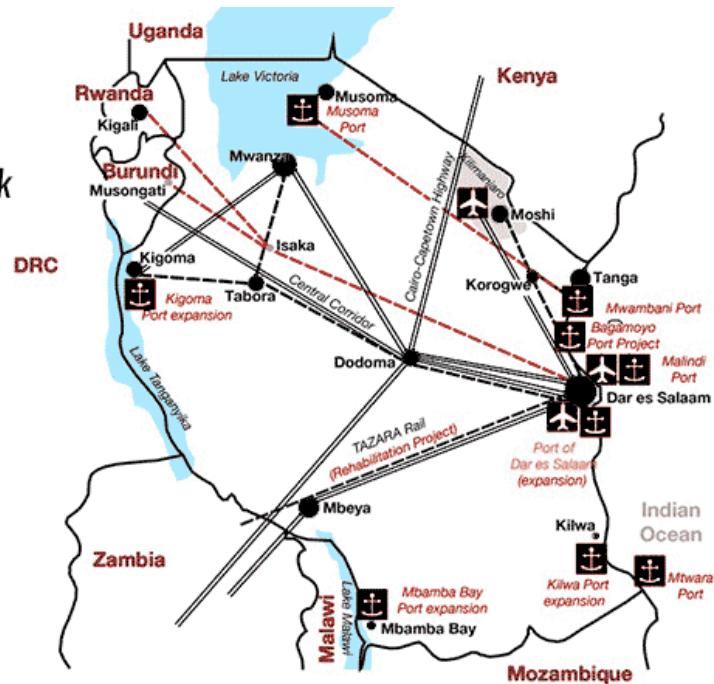 Uganda
Lake Victoria
Kenya
Rwanda
Musoma
Musoma
Port
Kigali
Mwanza
Kilimanjaro
Burundi
Musongati
Cairo-Capetown Highway
Moshi
k
Isaka
DRC
Kigoma
Korogwe
Tanga
Kigoma
Port expansion
Tabora
Central Corridor
Mwambani Port
Bagamoyo
Port Project
Dodoma
Malindi
Port
Lake Tanganyika
Dar es Salaam
TAZARA Rail
(Rehabilitation Project)
Port of
Dar es Salaam
(expansion)
Mbeya
Indian
Ocean
Kilwa
Zambia
Kilwa Port
expansion
Mtwara
Port
Lake Malawi
Malawi
Mbamba Bay
Port expansion
Mbamba Bay
Mozambique